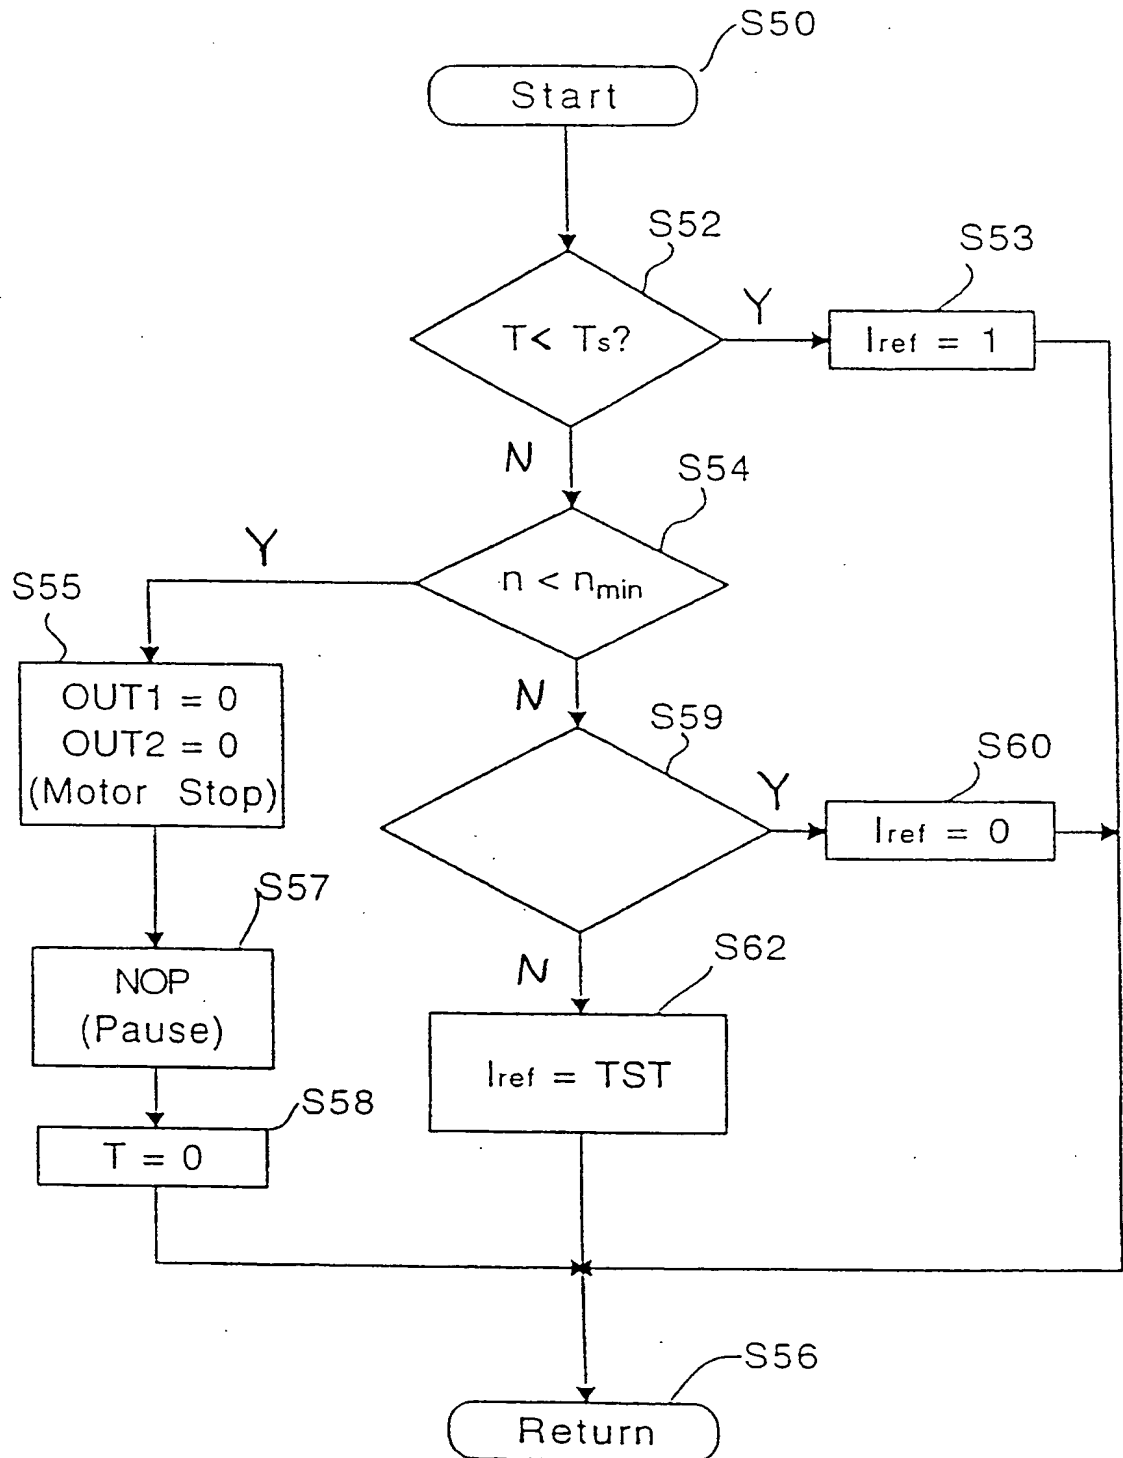 S50
Start
S52
T< Ts?
Y
S53
Iref = 1
N
S54
n < nmin
Y
S55
OUT1 = 0
OUT2 = 0
(Motor Stop)
N
S59
Y
S60
Iref = 0
S57
NOP
(Pause)
N
S62
Iref = TST
S58
T = 0
S56
Return